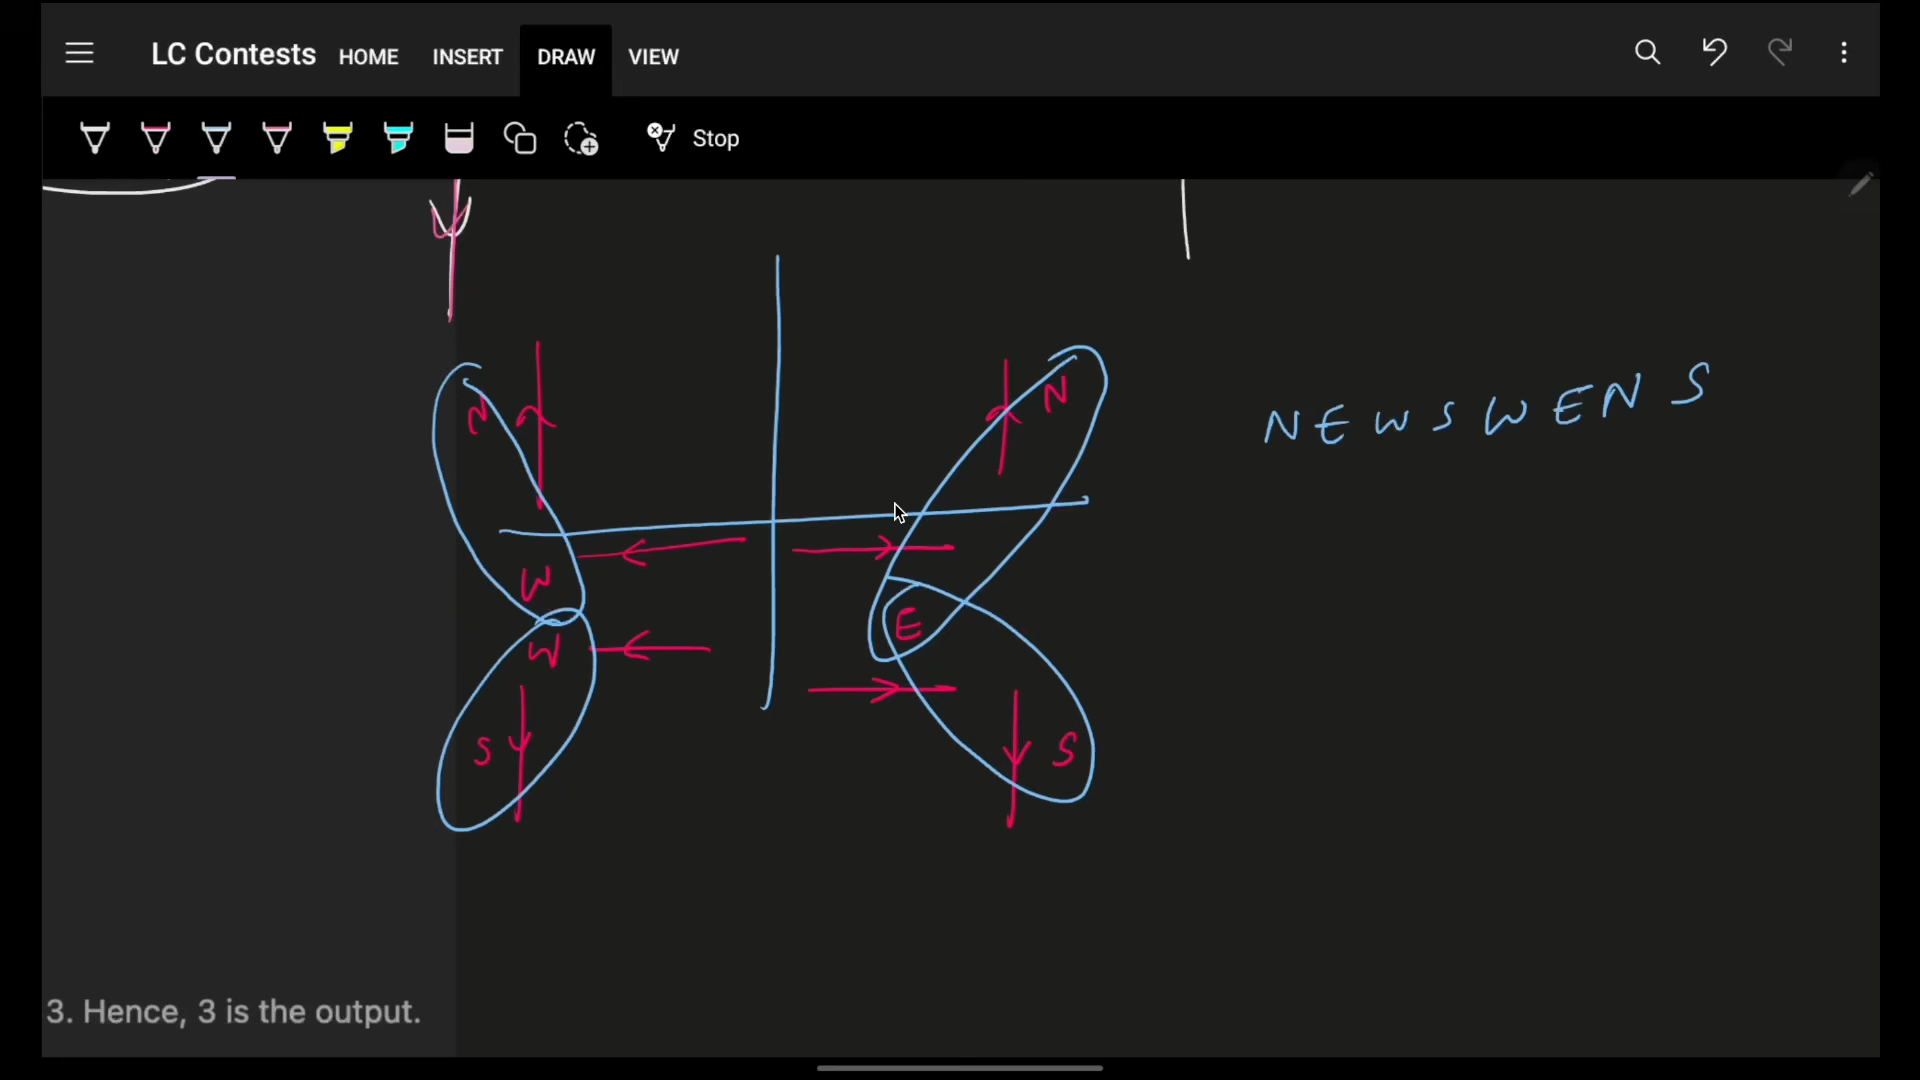 LC Contests HOME INSERT DRAW VIEW
Stop
N N
N E W S W E N S
W
E
W
S S
3. Hence, 3 is the output.